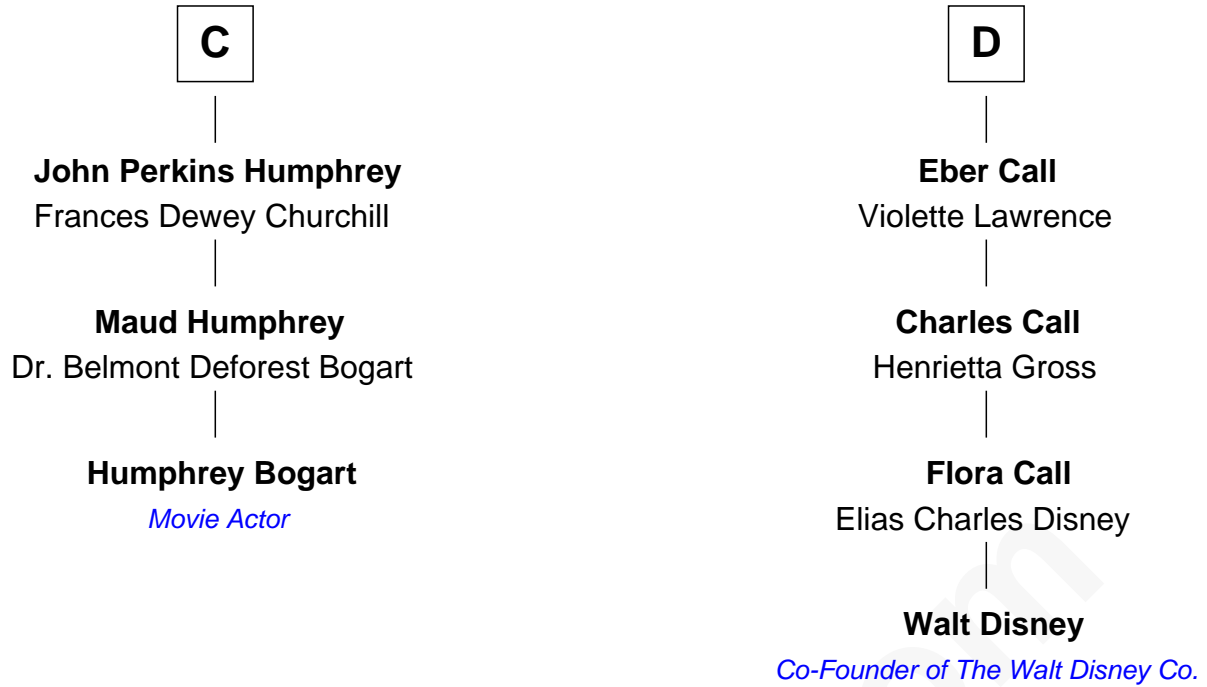 C
John Perkins Humphrey
Frances Dewey Churchill
Maud Humphrey
Dr. Belmont Deforest Bogart
Humphrey Bogart
Movie Actor
D
Eber Call
Violette Lawrence
Charles Call
Henrietta Gross
Flora Call
Elias Charles Disney
Walt Disney
Co-Founder of The Walt Disney Co.